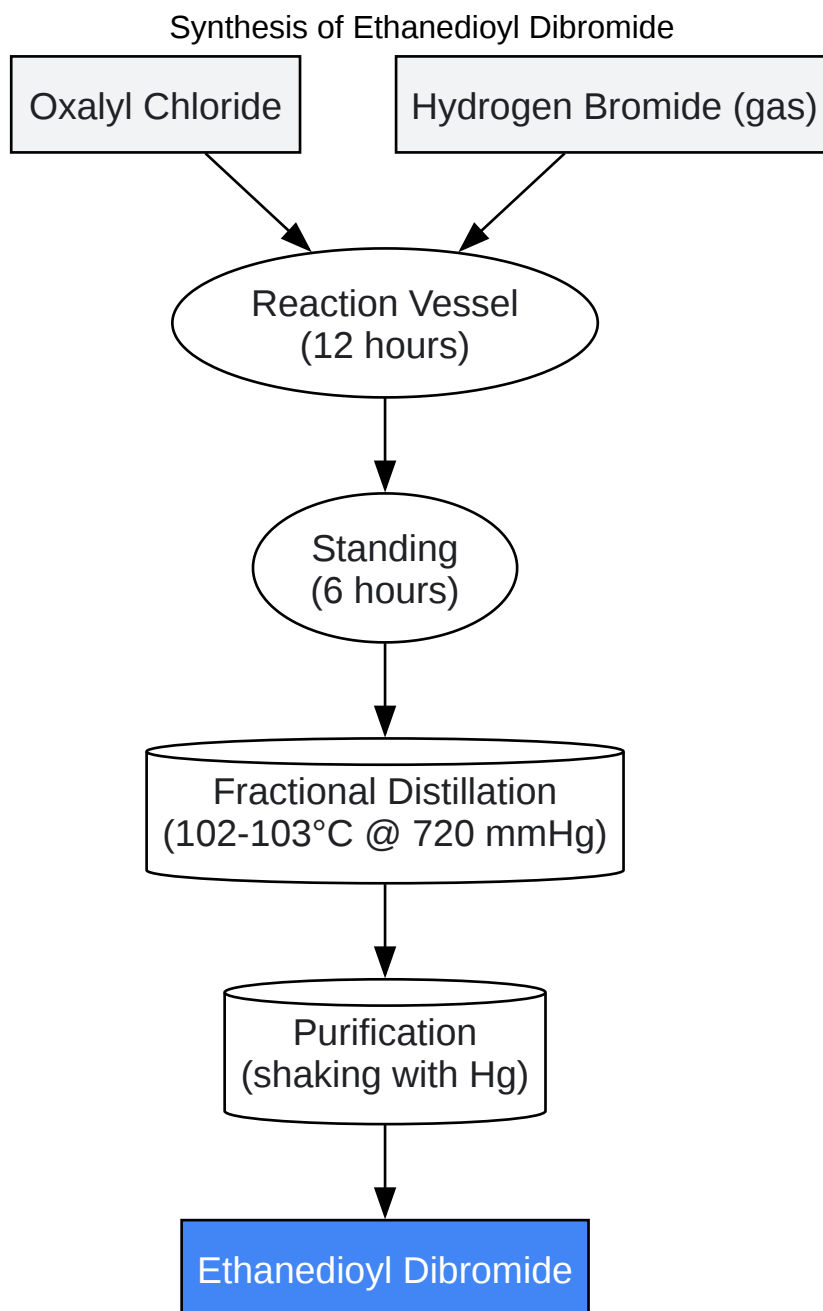 Synthesis of Ethanedioyl Dibromide
Oxalyl Chloride
Hydrogen Bromide (gas)
Reaction Vessel
(12 hours)
Standing
(6 hours)
Fractional Distillation
(102-103°C @ 720 mmHg)
Purification
(shaking with Hg)
Ethanedioyl Dibromide